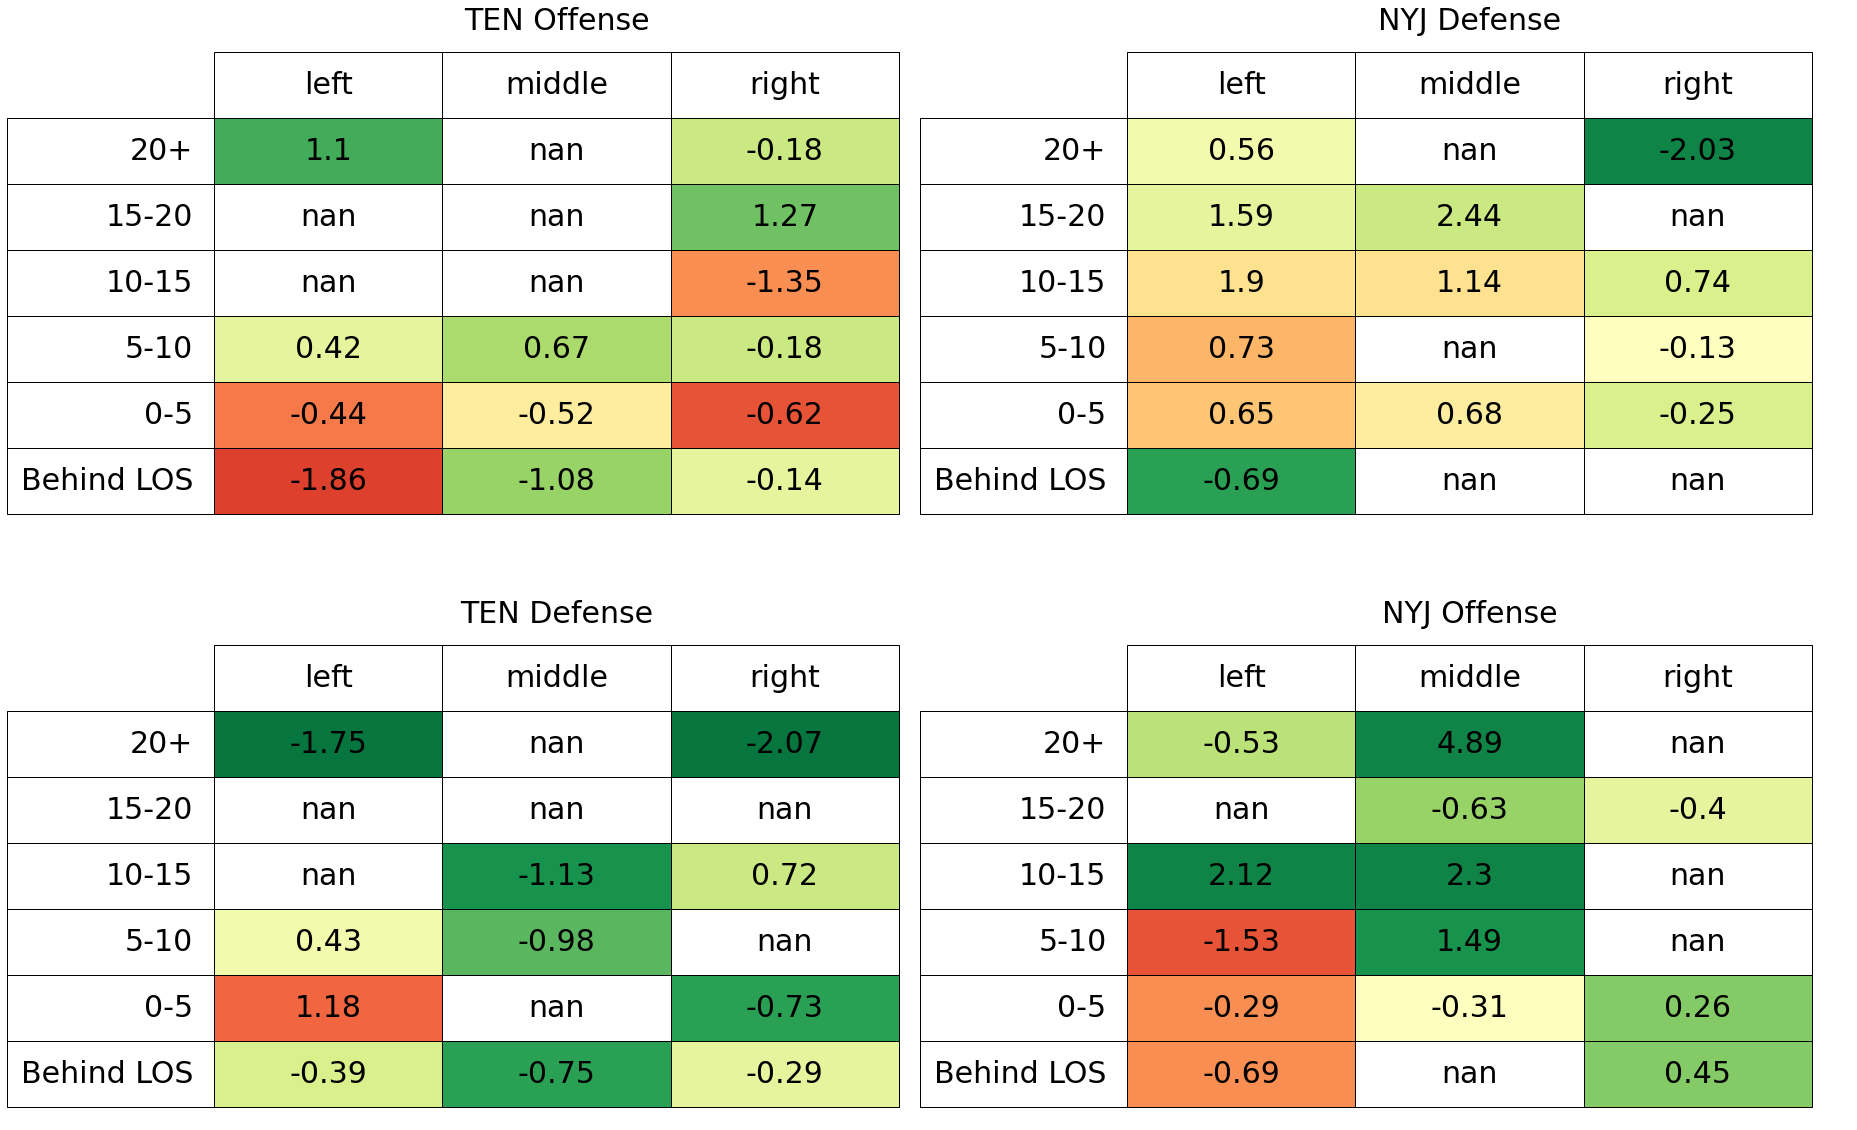 TEN Offense
left middle right
20+ 1.1 nan -0.18
15-20 nan nan 1.27
10-15 nan nan -1.35
5-10 0.42 0.67 -0.18
0-5 -0.44 -0.52 -0.62
Behind LOS -1.86 -1.08 -0.14
NYJ Defense
left middle right
20+ 0.56 nan -2.03
15-20 1.59 2.44 nan
10-15 1.9 1.14 0.74
5-10 0.73 nan -0.13
0-5 0.65 0.68 -0.25
Behind LOS -0.69 nan nan
TEN Defense
left middle right
20+ -1.75 nan -2.07
15-20 nan nan nan
10-15 nan -1.13 0.72
5-10 0.43 -0.98 nan
0-5 1.18 nan -0.73
Behind LOS -0.39 -0.75 -0.29
NYJ Offense
left middle right
20+ -0.53 4.89 nan
15-20 nan -0.63 -0.4
10-15 2.12 2.3 nan
5-10 -1.53 1.49 nan
0-5 -0.29 -0.31 0.26
Behind LOS -0.69 nan 0.45